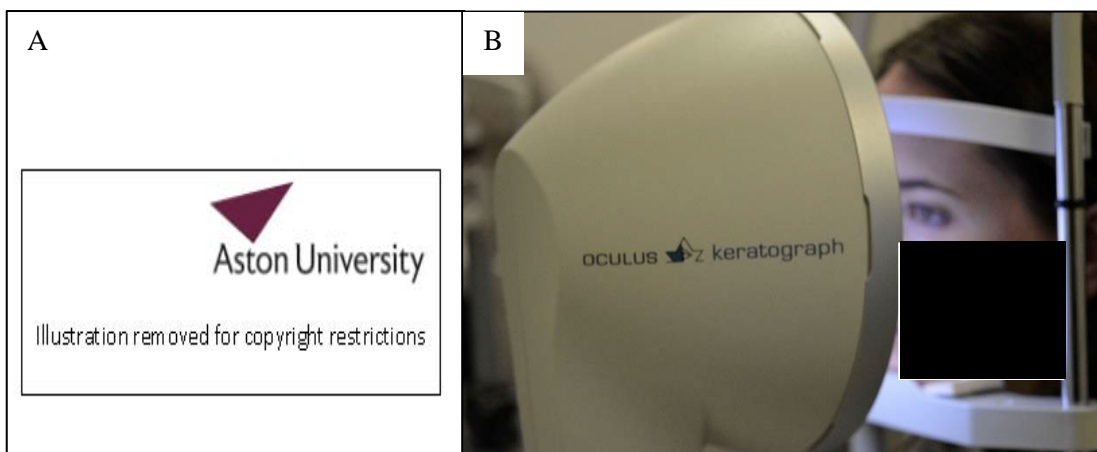 A
Aston University
Illustration removed for copyright restrictions
B
OCULUS Z keratograph